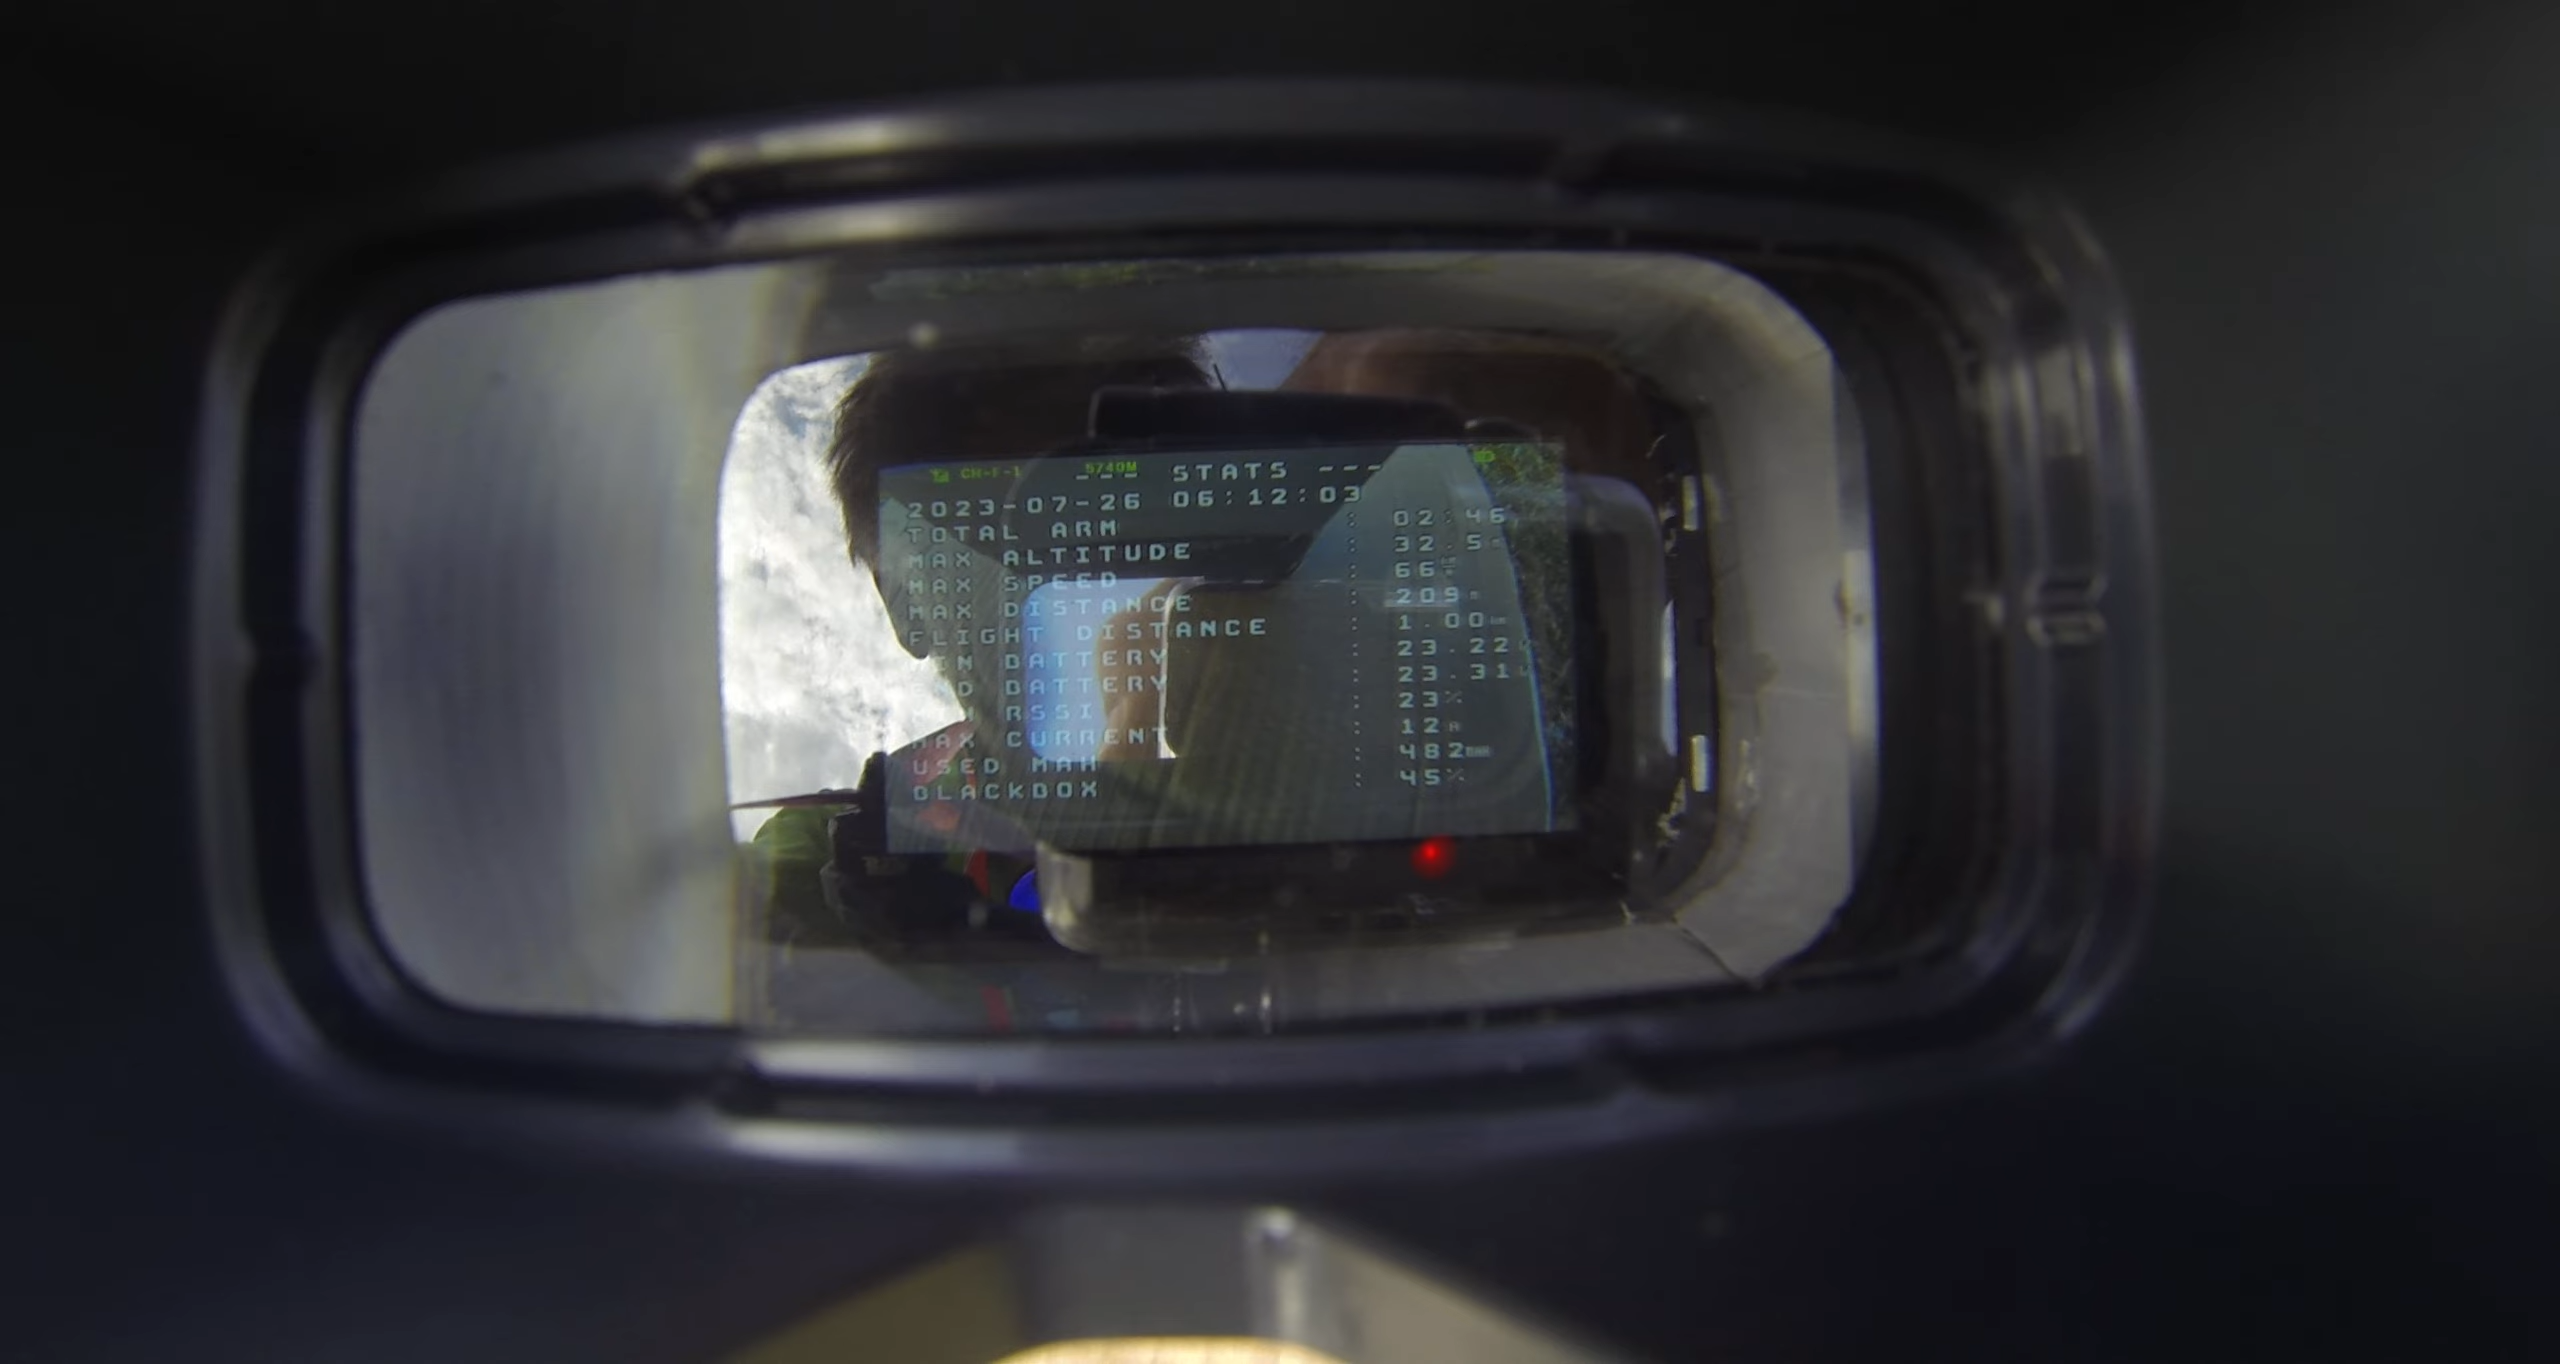 CH-F-1 5740M
--- STATS ---
2023-07-26 06:12:03
TOTAL ARM : 02:46
MAX ALTITUDE : 32.5
MAX SPEED : 66
MAX DISTANCE : 209
FLIGHT DISTANCE : 1.00
BATTERY : 23.22
BATTERY : 23.31
RSSI : 23%
MAX CURRENT : 12
USED MAH : 482
BLACKBOX : 45%